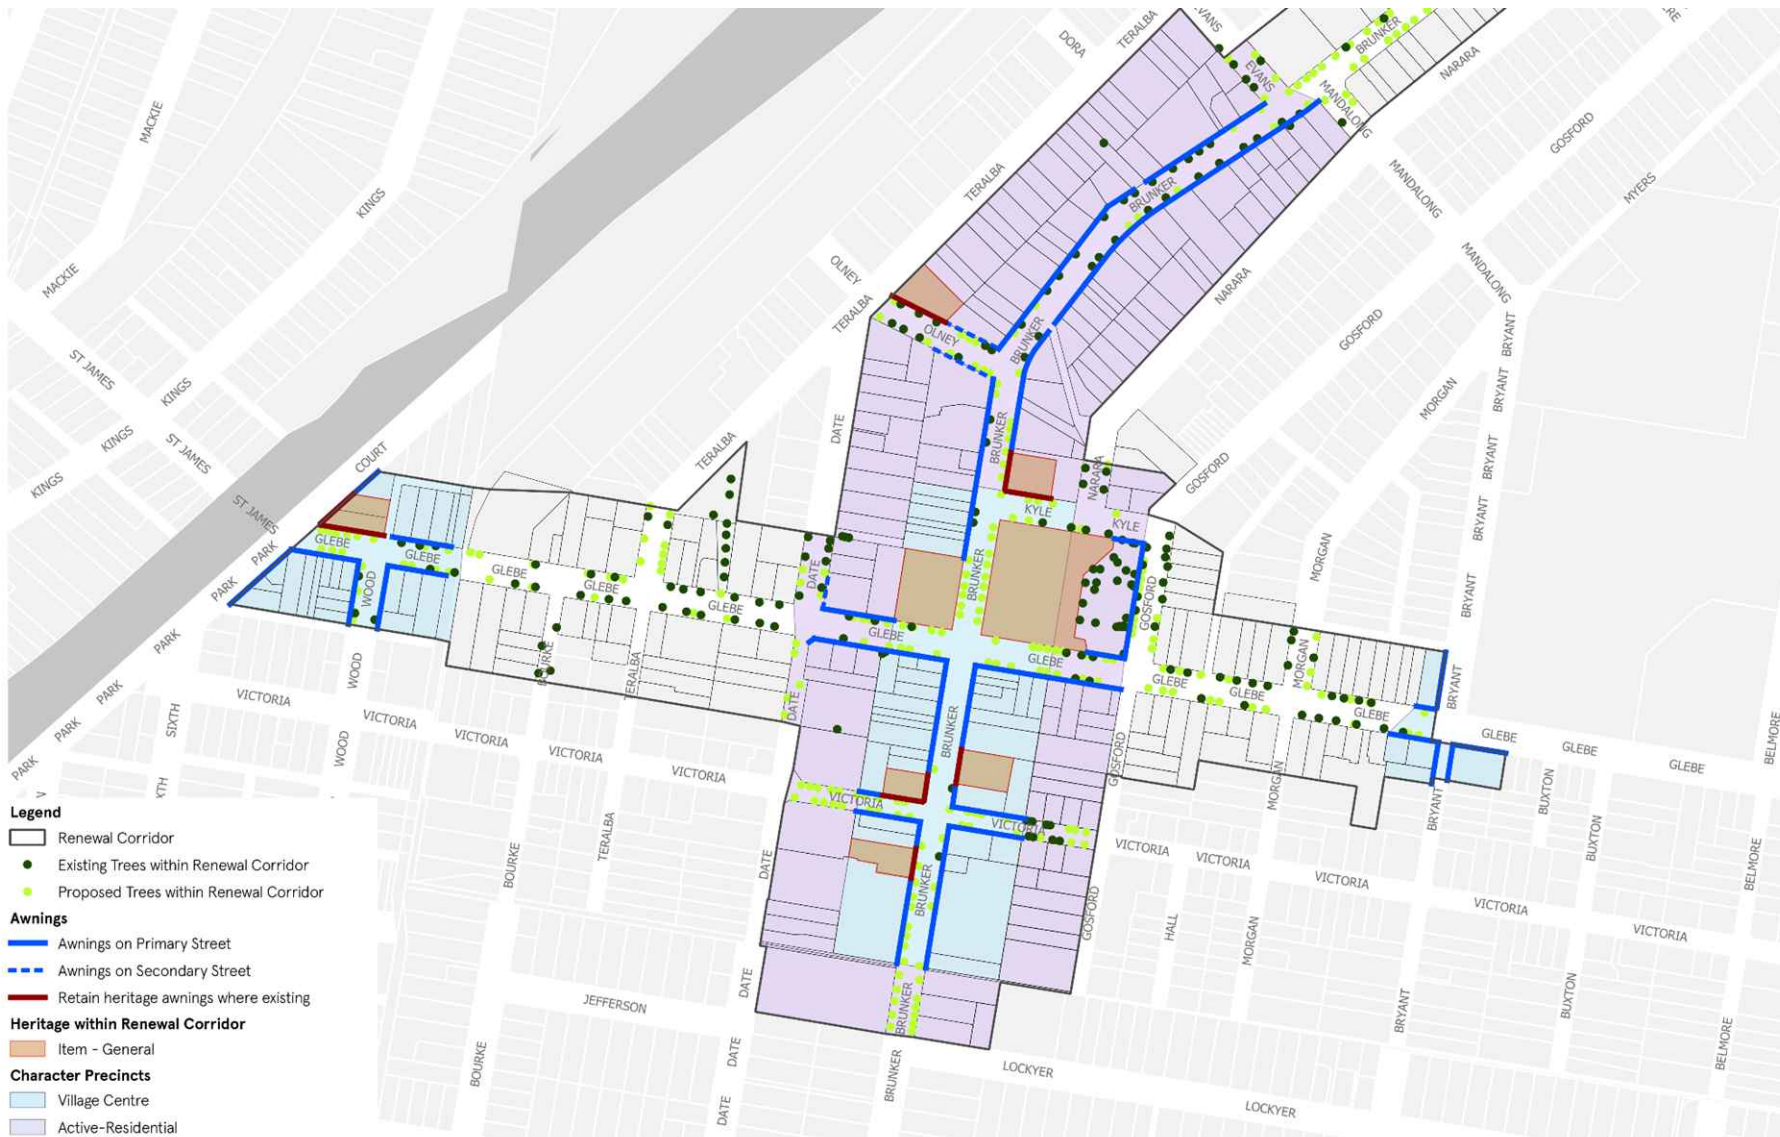 EVANS
TERALBA
DORA
BRUNKER
NARARA
EVANS
MANDALONG
MACKIE
GOSFORD
MANDALONG
TERALBA
BRUNKER
MYERS
KINGS
OLNEY
MANDALONG
MACKIE
NARARA
TERALBA
OLNEY
BRUNKER
GOSFORD
BRYANT
ST JAMES
KINGS
BRYANT
MORGAN
DATE
BRUNKER
KINGS
ST JAMES
TERALBA
COURT
BRYANT
KINGS
NARARA
GOSFORD
ST JAMES
KYLE
KYLE
BRYANT
GLEBE
PARK
GLEBE
MORGAN
PARK
WOOD
GLEBE
GLEBE
DATE
BRUNKER
GOSFORD
BRYANT
GLEBE
GLEBE
PARK
BOURKE
GLEBE
MORGAN
WOOD
TERALBA
GLEBE
GLEBE
BRYANT
PARK
VICTORIA
DATE
GLEBE
PARK
SIXTH
VICTORIA
BRUNKER
GLEBE
GLEBE
BELMORE
WOOD
VICTORIA
VICTORIA
GOSFORD
GLEBE
PARK
VICTORIA
MORGAN
BUXTON
XTH
VICTORIA
BRYANT
Legend
VICTORIA
Renewal Corridor
TERALBA
VICTORIA
VICTORIA
BUXTON
Existing Trees within Renewal Corridor
BOURKE
DATE
VICTORIA
BELMORE
Proposed Trees within Renewal Corridor
BRUNKER
VICTORIA
Awnings
GOSFORD
HALL
MORGAN
VICTORIA
Awnings on Primary Street
Awnings on Secondary Street
DATE
Retain heritage awnings where existing
JEFFERSON
BRUNKER
BRYANT
BUXTON
Heritage within Renewal Corridor
BELMORE
Item - General
BOURKE
DATE
BRUNKER
LOCKYER
Character Precincts
Village Centre
DATE
LOCKYER
Active-Residential